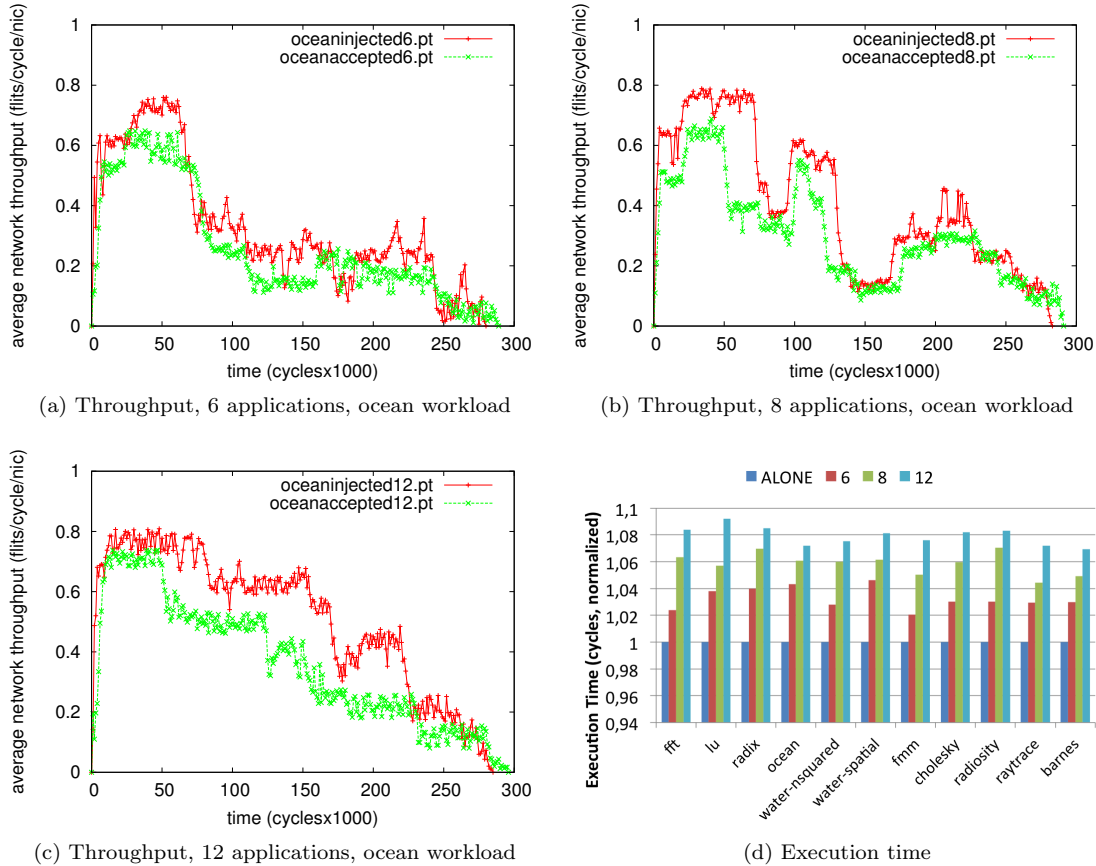 average network throughput (flits/cycle/nic)
1
0.8
0.6
0.4
0.2
0
0 50 100 150 200 250 300
time (cyclesx1000)
oceaninjected6.pt
oceanaccepted6.pt
(a) Throughput, 6 applications, ocean workload
average network throughput (flits/cycle/nic)
1
0.8
0.6
0.4
0.2
0
0 50 100 150 200 250 300
time (cyclesx1000)
oceaninjected8.pt
oceanaccepted8.pt
(b) Throughput, 8 applications, ocean workload
average network throughput (flits/cycle/nic)
1
0.8
0.6
0.4
0.2
0
0 50 100 150 200 250 300
time (cyclesx1000)
oceaninjected12.pt
oceanaccepted12.pt
(c) Throughput, 12 applications, ocean workload
ALONE 6 8 12
Execution Time (cycles, normalized)
1,1
1,08
1,06
1,04
1,02
1
0,98
0,96
0,94
fft
lu
radix
ocean
water-nsquared
water-spatial
fmm
cholesky
radiosity
raytrace
barnes
(d) Execution time